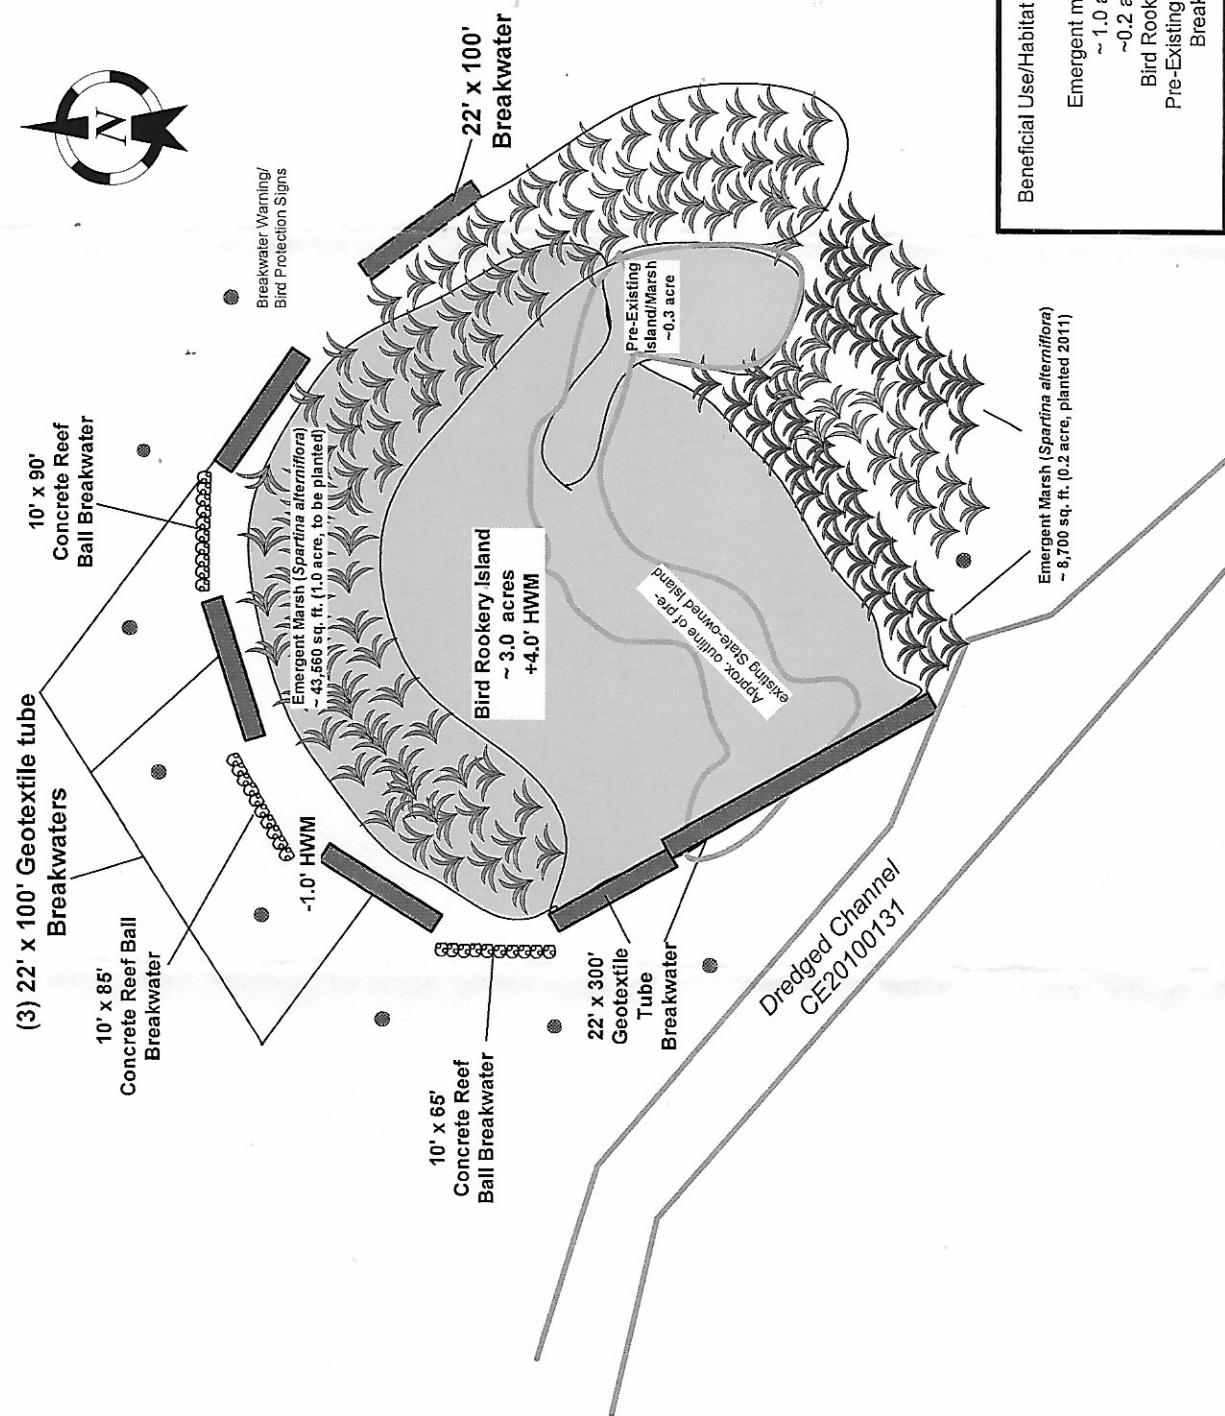 (3) 22' x 100' Geotextile tube
Breakwaters
10' x 90'
Concrete Reef
Ball Breakwater
N
Breakwater Warning/
Bird Protection Signs
22' x 100'
Breakwater
10' x 85'
Concrete Reef Ball
Breakwater
-1.0' HWM
Emergent Marsh (Spartina alterniflora)
~ 43,560 sq. ft. (1.0 acre, to be planted)
Bird Rookery Island
~ 3.0 acres
+4.0' HWM
Pre-Existing
Island/Marsh
~0.3 acre
Approx. outline of pre-
existing State-owned Island
10' x 65'
Concrete Reef
Ball Breakwater
22' x 300'
Geotextile
Tube
Breakwater
Dredged Channel
CE20100131
Emergent Marsh (Spartina alterniflora)
~ 8,700 sq. ft. (0.2 acre, planted 2011)
Beneficial Use/Habitat
Emergent m
~ 1.0 a
~0.2 a
Bird Rook
Pre-Existing
Break